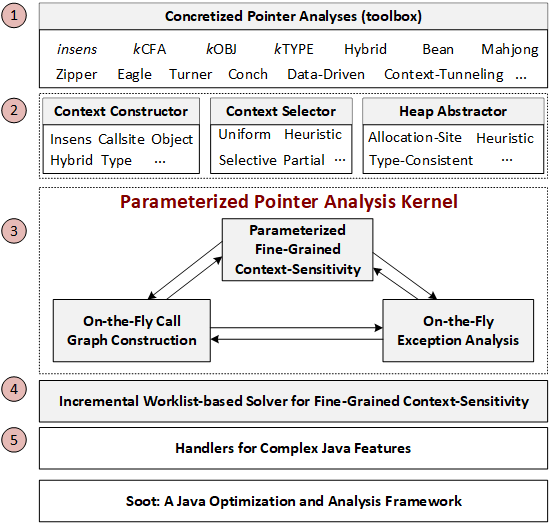 1
Concretized Pointer Analyses (toolbox)
insens kCFA kOBJ kTYPE Hybrid Bean Mahjong
Zipper Eagle Turner Conch Data-Driven Context-Tunneling ...
2
Context Constructor
Insens Callsite Object
Hybrid Type ...
Context Selector
Uniform Heuristic
Selective Partial ...
Heap Abstractor
Allocation-Site Heuristic
Type-Consistent ...
Parameterized Pointer Analysis Kernel
3
Parameterized
Fine-Grained
Context-Sensitivity
On-the-Fly Call
Graph Construction
On-the-Fly
Exception Analysis
4
Incremental Worklist-based Solver for Fine-Grained Context-Sensitivity
5
Handlers for Complex Java Features
Soot: A Java Optimization and Analysis Framework